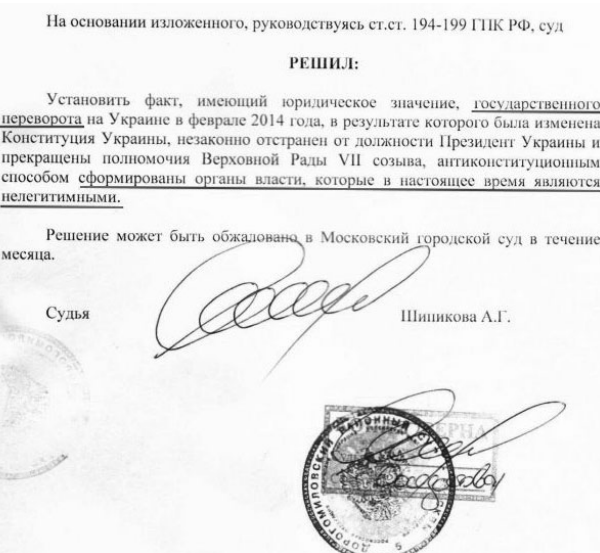 На основании изложенного, руководствуясь ст.ст. 194-199 ГПК РФ, суд
РЕШИЛ:
Установить факт, имеющий юридическое значение, государственного
переворота на Украине в феврале 2014 года, в результате которого была изменена
Конституция Украины, незаконно отстранен от должности Президент Украины и
прекращены полномочия Верховной Рады VII созыва, антиконституционным
способом сформированы органы власти, которые в настоящее время являются
нелегитимными.
Решение может быть обжаловано в Московский городской суд в течение
месяца.
Судья
Шипикова А.Г.
ДОРОГОМИЛОВСКИЙ РАЙОННЫЙ